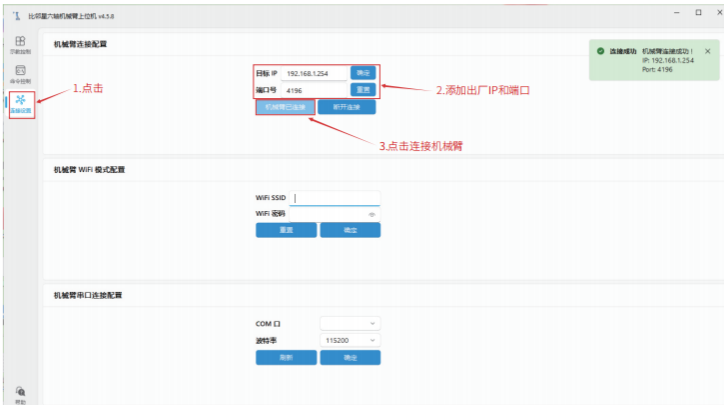 比邻星六轴机械臂上位机 v4.5.8
示教控制
命令控制
连接设置
帮助
机械臂连接配置
目标 IP 192.168.1.254 确定
端口号 4196 重置
机械臂已连接 断开连接
连接成功 机械臂连接成功！
IP: 192.168.1.254
Port: 4196
1.点击
2.添加出厂IP和端口
3.点击连接机械臂
机械臂 WiFi 模式配置
WiFi SSID
WiFi 密码
重置 确定
机械臂串口连接配置
COM 口
波特率 115200
刷新 确定